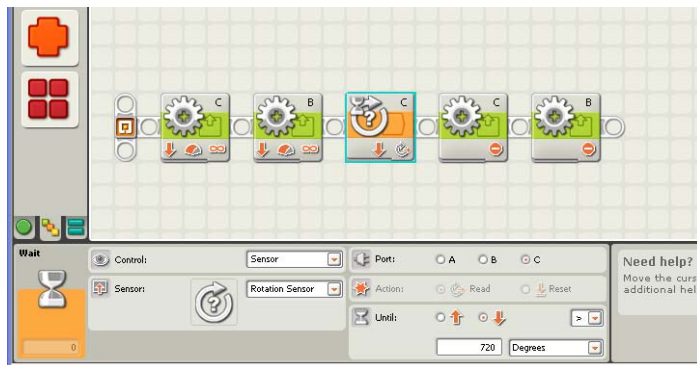 C
B
C
C
B
Wait
0
Control:
Sensor
Sensor:
Rotation Sensor
Port:
A
B
C
Action:
Read
Reset
Until:
>
720
Degrees
Need help?
Move the curs
additional hel